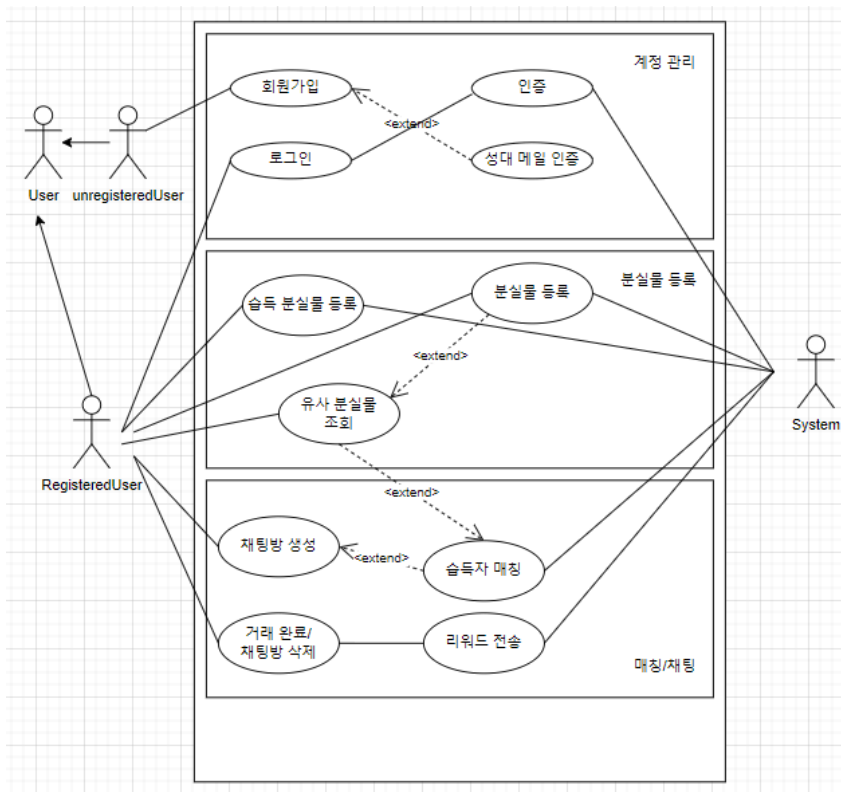 계정 관리
회원가입
인증
<extend>
로그인
성대 메일 인증
User
unregisteredUser
분실물 등록
습득 분실물 등록
분실물 등록
<extend>
유사 분실물
조회
System
RegisteredUser
<extend>
채팅방 생성
<extend>
습득자 매칭
거래 완료/
채팅방 삭제
리워드 전송
매칭/채팅